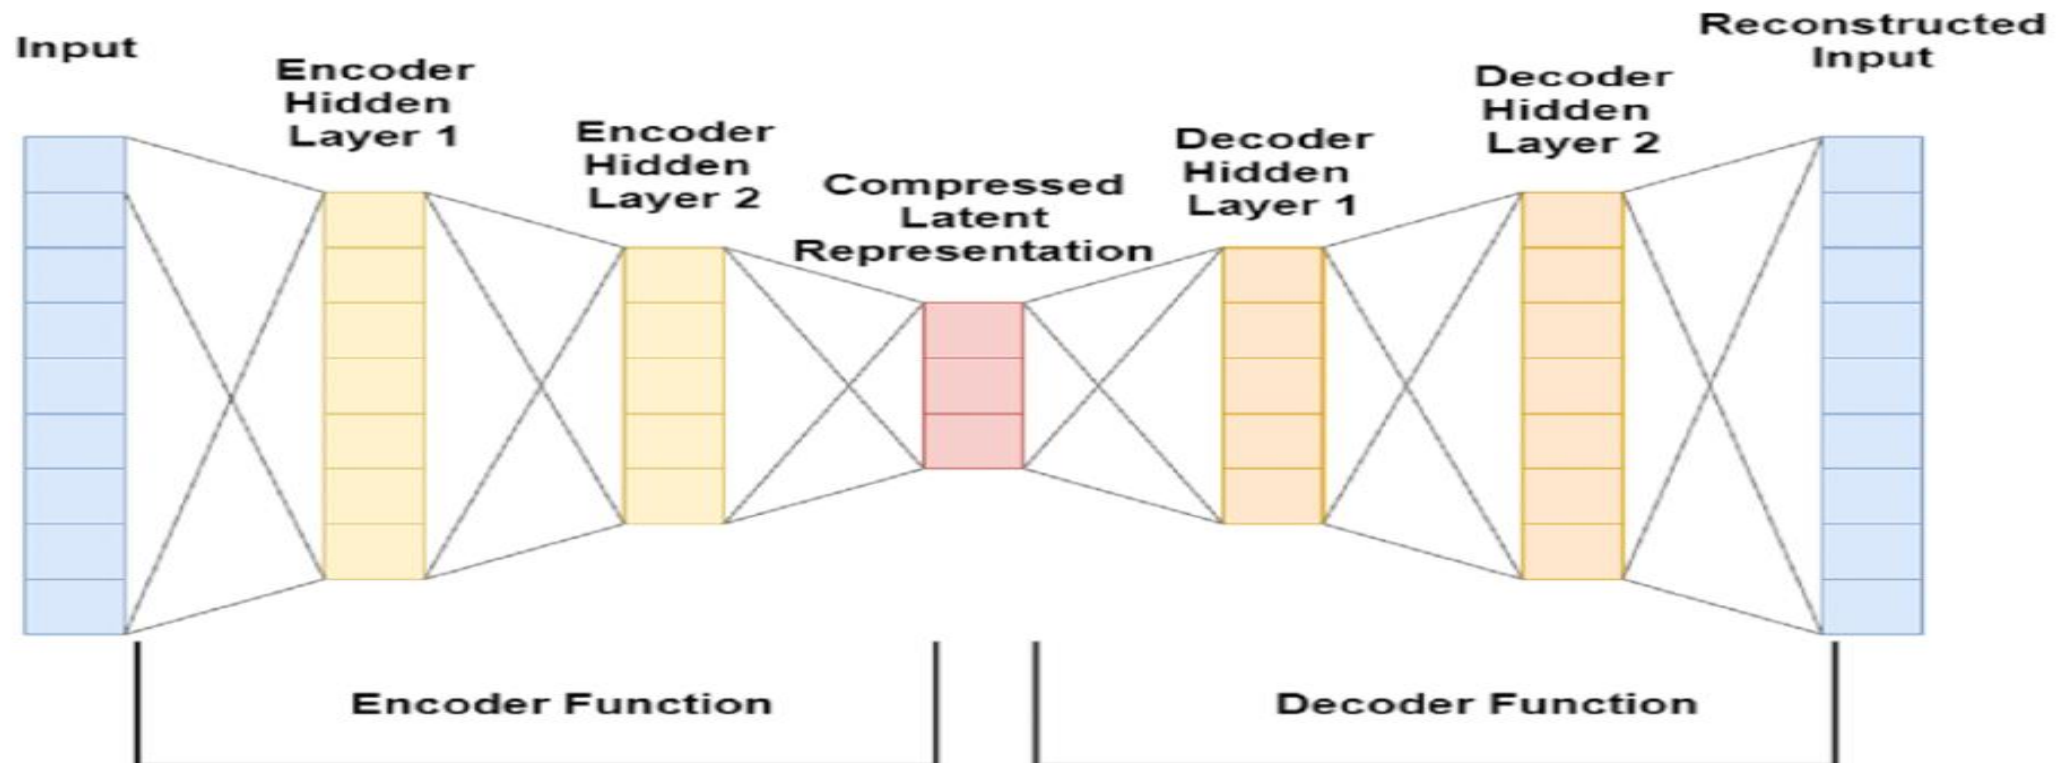 Input
Encoder
Hidden
Layer 1
Encoder
Hidden
Layer 2
Compressed
Latent
Representation
Decoder
Hidden
Layer 1
Decoder
Hidden
Layer 2
Reconstructed
Input
Encoder Function
Decoder Function